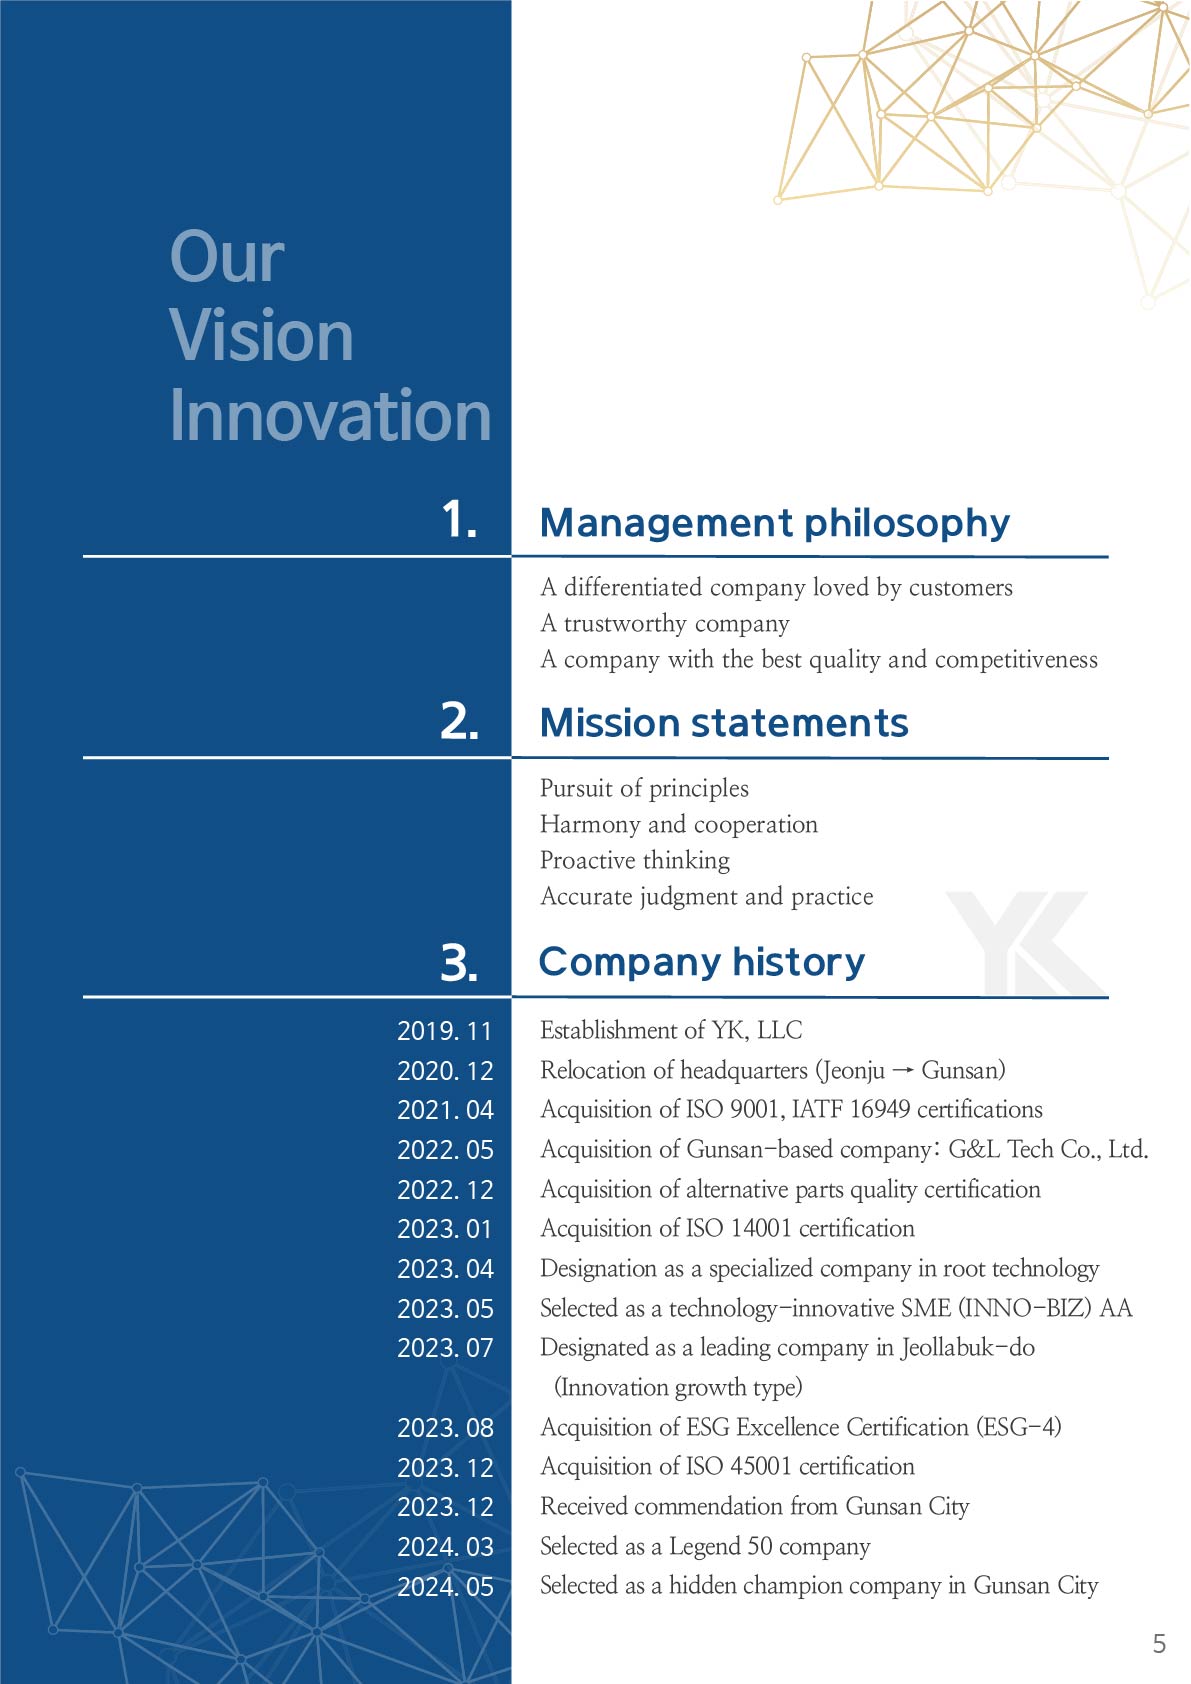 Our
Vision
Innovation
1. Management philosophy
A differentiated company loved by customers
A trustworthy company
A company with the best quality and competitiveness
2. Mission statements
Pursuit of principles
Harmony and cooperation
Proactive thinking
Accurate judgment and practice
YK
3. Company history
2019. 11 Establishment of YK, LLC
2020. 12 Relocation of headquarters (Jeonju → Gunsan)
2021. 04 Acquisition of ISO 9001, IATF 16949 certifications
2022. 05 Acquisition of Gunsan-based company: G&L Tech Co., Ltd.
2022. 12 Acquisition of alternative parts quality certification
2023. 01 Acquisition of ISO 14001 certification
2023. 04 Designation as a specialized company in root technology
2023. 05 Selected as a technology-innovative SME (INNO-BIZ) AA
2023. 07 Designated as a leading company in Jeollabuk-do
(Innovation growth type)
2023. 08 Acquisition of ESG Excellence Certification (ESG-4)
2023. 12 Acquisition of ISO 45001 certification
2023. 12 Received commendation from Gunsan City
2024. 03 Selected as a Legend 50 company
2024. 05 Selected as a hidden champion company in Gunsan City
5